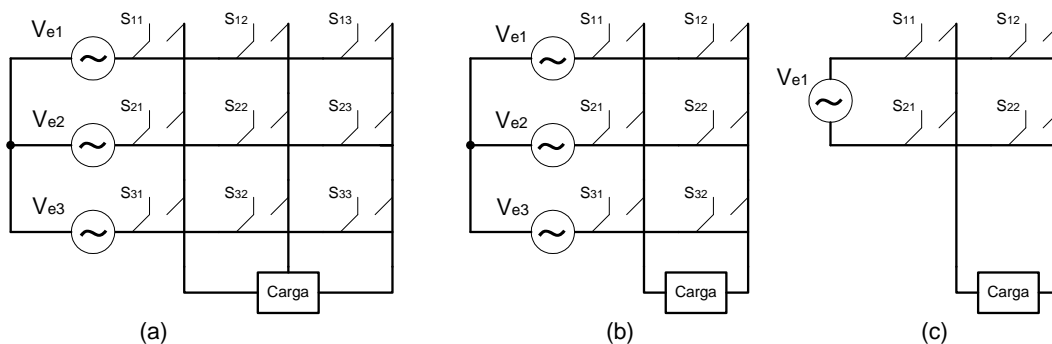 S11 S12 S13
Ve1
S21 S22 S23
Ve2
S31 S32 S33
Ve3
Carga
(a)
S11 S12
Ve1
S21 S22
Ve2
S31 S32
Ve3
Carga
(b)
S11 S12
Ve1
S21 S22
Carga
(c)